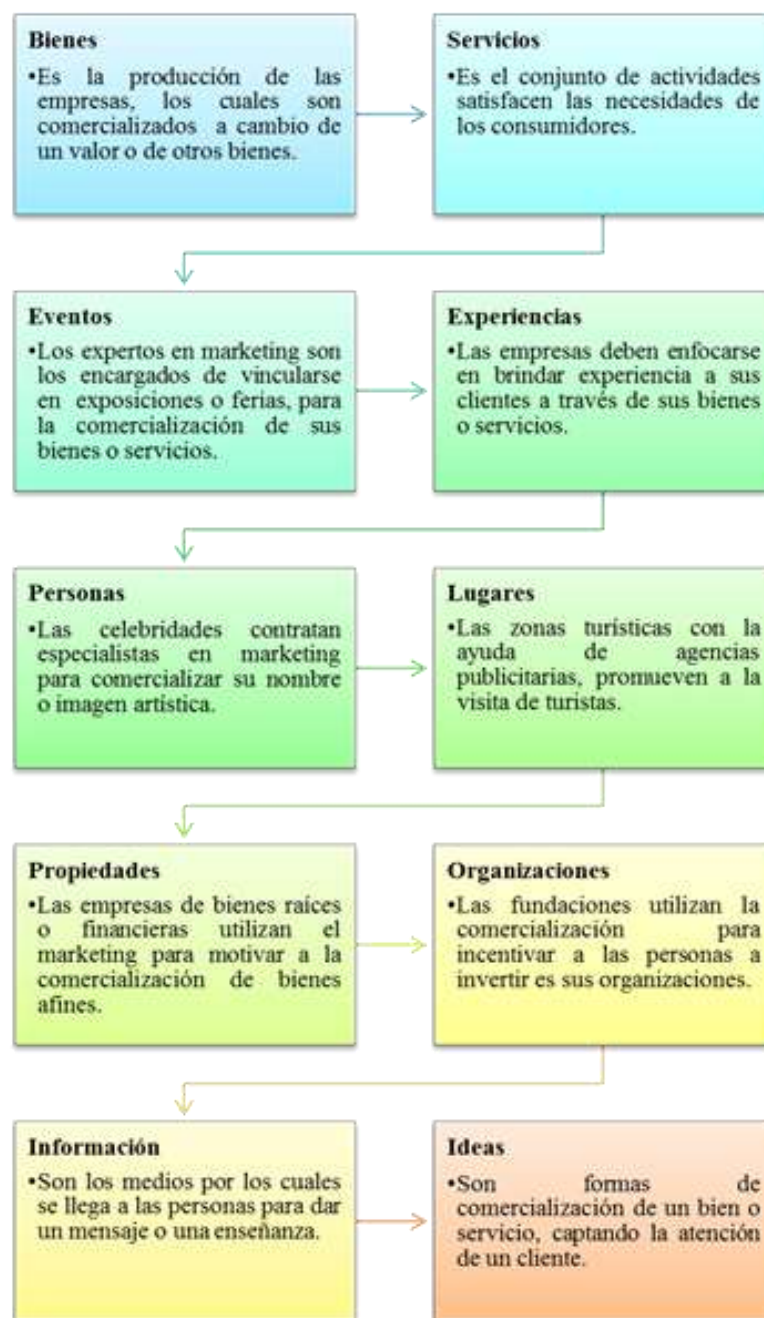 Bienes
•Es la producción de las
empresas, los cuales son
comercializados a cambio de
un valor o de otros bienes.
Servicios
•Es el conjunto de actividades
satisfacen las necesidades de
los consumidores.
Eventos
•Los expertos en marketing son
los encargados de vincularse
en exposiciones o ferias, para
la comercialización de sus
bienes o servicios.
Experiencias
•Las empresas deben enfocarse
en brindar experiencia a sus
clientes a través de sus bienes
o servicios.
Personas
•Las celebridades contratan
especialistas en marketing
para comercializar su nombre
o imagen artística.
Lugares
•Las zonas turísticas con la
ayuda de agencias
publicitarias, promueven a la
visita de turistas.
Propiedades
•Las empresas de bienes raíces
o financieras utilizan el
marketing para motivar a la
comercialización de bienes
afines.
Organizaciones
•Las fundaciones utilizan la
comercialización para
incentivar a las personas a
invertir es sus organizaciones.
Información
•Son los medios por los cuales
se llega a las personas para dar
un mensaje o una enseñanza.
Ideas
•Son formas de
comercialización de un bien o
servicio, captando la atención
de un cliente.